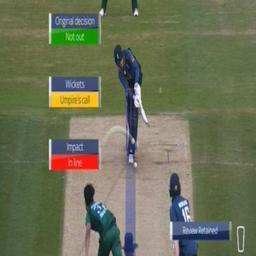 Original decision
Not out
Wickets
Umpire's call
Impact
In line
Review Retained